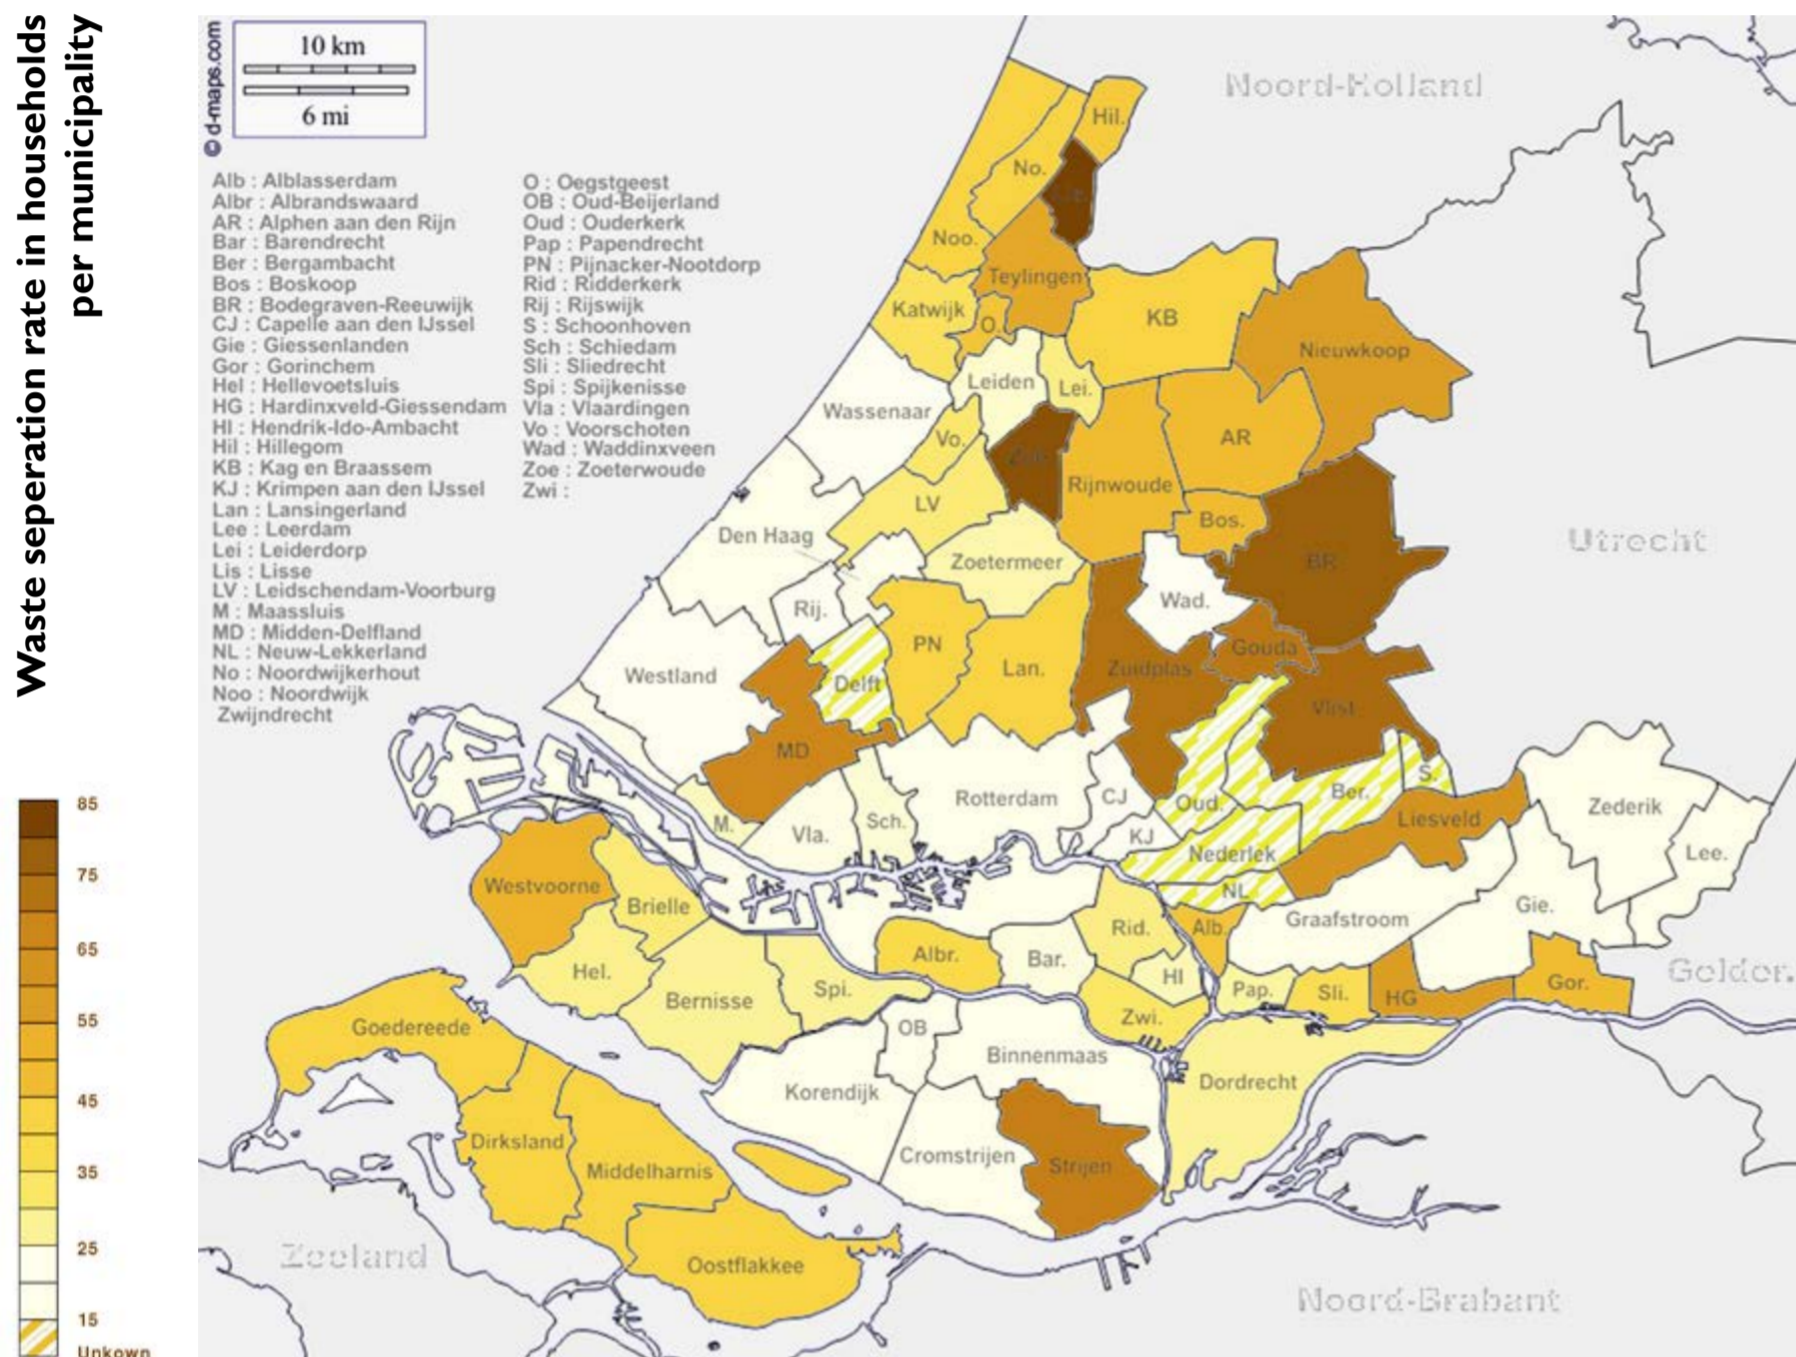 Waste seperation rate in households
per municipality
© d-maps.com
10 km
6 mi
Alb : Alblasserdam
Albr : Albrandswaard
AR : Alphen aan den Rijn
Bar : Barendrecht
Ber : Bergambacht
Bos : Boskoop
BR : Bodegraven-Reeuwijk
CJ : Capelle aan den IJssel
Gie : Giessenlanden
Gor : Gorinchem
Hel : Hellevoetsluis
HG : Hardinxveld-Giessendam
HI : Hendrik-Ido-Ambacht
Hil : Hillegom
KB : Kag en Braassem
KJ : Krimpen aan den IJssel
Lan : Lansingerland
Lee : Leerdam
Lei : Leiderdorp
Lis : Lisse
LV : Leidschendam-Voorburg
M : Maassluis
MD : Midden-Delfland
NL : Neuw-Lekkerland
No : Noordwijkerhout
Noo : Noordwijk
Zwijndrecht
O : Oegstgeest
OB : Oud-Beijerland
Oud : Ouderkerk
Pap : Papendrecht
PN : Pijnacker-Nootdorp
Rid : Ridderkerk
Rij : Rijswijk
S : Schoonhoven
Sch : Schiedam
Sli : Sliedrecht
Spi : Spijkenisse
Vla : Vlaardingen
Vo : Voorschoten
Wad : Waddinxveen
Zoe : Zoeterwoude
Zwi :
85
75
65
55
45
35
25
15
Unkown
Noord-Holland
Hil.
No.
Noo.
Teylingen
Katwijk
O.
KB
Nieuwkoop
Leiden
Lei.
Wassenaar
Vo.
AR
Zoe.
Rijnwoude
LV
Bos.
Den Haag
Utrecht
Zoetermeer
BR
Rij.
Wad.
PN
Gouda
Westland
Lan.
Zuidplas
Delft
Vlist
MD
S.
Ber.
Rotterdam
CJ
Oud.
Zederik
M.
Vla.
Sch.
Liesveld
KJ
Nederlek
Lee.
Westvoorne
NL
Brielle
Gie.
Graafstroom
Rid.
Alb.
Albr.
Bar.
Gelder.
Hel.
HI
Bernisse
Spi.
Pap.
Sli.
HG
Gor.
Zwi.
Goedereede
OB
Binnenmaas
Dordrecht
Korendijk
Dirksland
Cromstrijen
Strijen
Middelharnis
Zeeland
Oostflakkee
Noord-Brabant